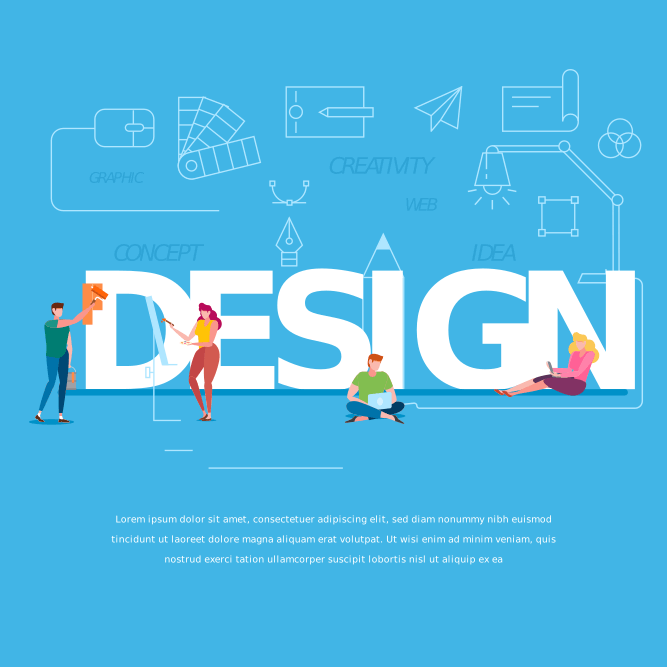 CREATIVITY
GRAPHIC
WEB
CONCEPT
IDEA
DESIGN
Lorem ipsum dolor sit amet, consectetuer adipiscing elit, sed diam nonummy nibh euismod
tincidunt ut laoreet dolore magna aliquam erat volutpat. Ut wisi enim ad minim veniam, quis
nostrud exerci tation ullamcorper suscipit lobortis nisl ut aliquip ex ea